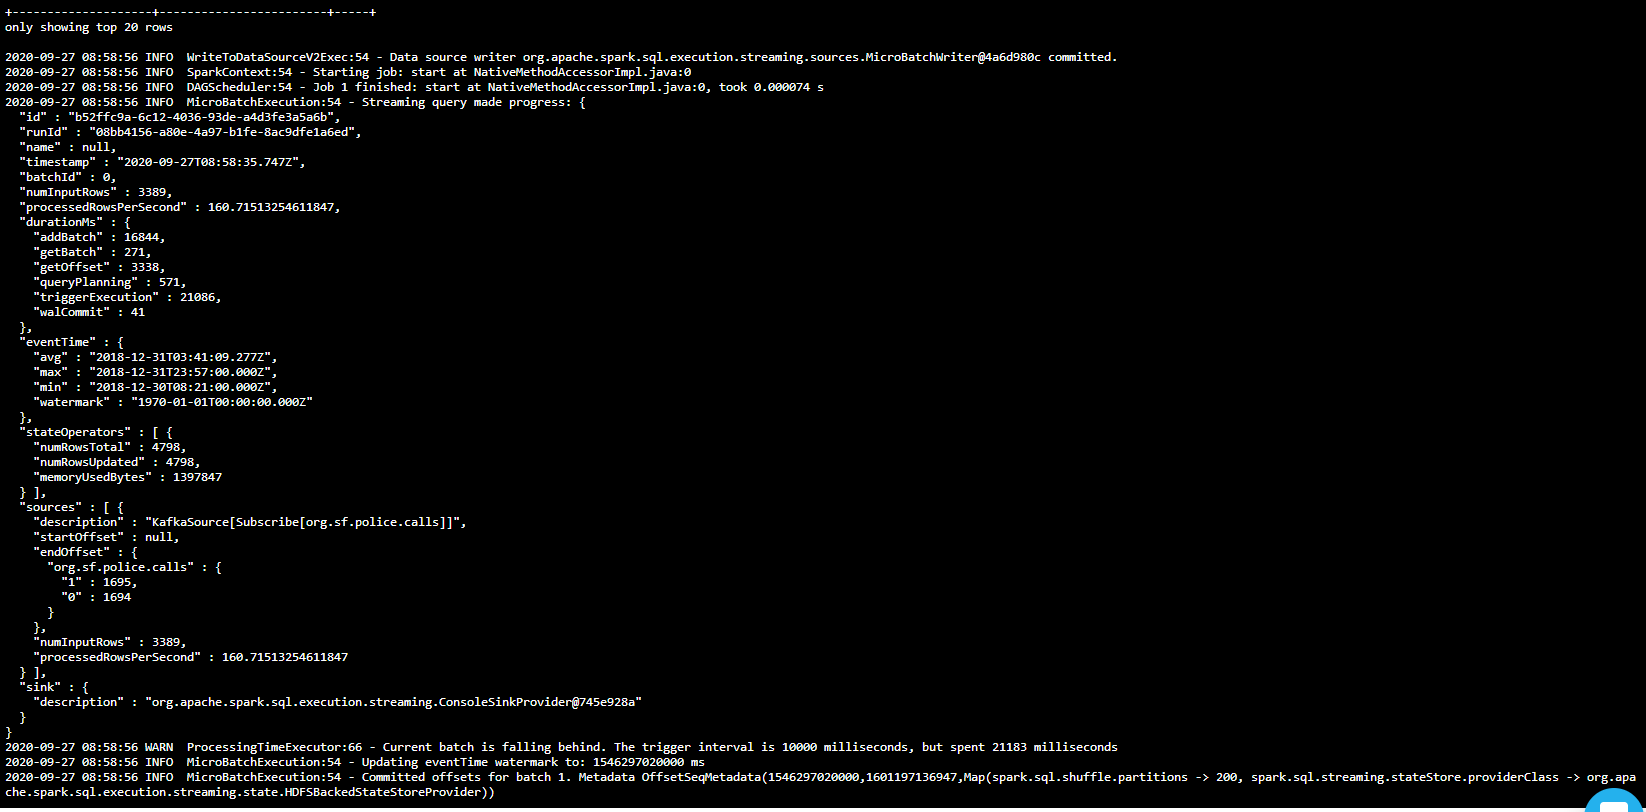 +--------------------+------------------------+-----+
only showing top 20 rows
2020-09-27 08:58:56 INFO  WriteToDataSourceV2Exec:54 - Data source writer org.apache.spark.sql.execution.streaming.sources.MicroBatchWriter@4a6d980c committed.
2020-09-27 08:58:56 INFO  SparkContext:54 - Starting job: start at NativeMethodAccessorImpl.java:0
2020-09-27 08:58:56 INFO  DAGScheduler:54 - Job 1 finished: start at NativeMethodAccessorImpl.java:0, took 0.000074 s
2020-09-27 08:58:56 INFO  MicroBatchExecution:54 - Streaming query made progress: {
  "id" : "b52ffc9a-6c12-4036-93de-a4d3fe3a5a6b",
  "runId" : "08bb4156-a80e-4a97-b1fe-8ac9dfe1a6ed",
  "name" : null,
  "timestamp" : "2020-09-27T08:58:35.747Z",
  "batchId" : 0,
  "numInputRows" : 3389,
  "processedRowsPerSecond" : 160.71513254611847,
  "durationMs" : {
    "addBatch" : 16844,
    "getBatch" : 271,
    "getOffset" : 3338,
    "queryPlanning" : 571,
    "triggerExecution" : 21086,
    "walCommit" : 41
  },
  "eventTime" : {
    "avg" : "2018-12-31T03:41:09.277Z",
    "max" : "2018-12-31T23:57:00.000Z",
    "min" : "2018-12-30T08:21:00.000Z",
    "watermark" : "1970-01-01T00:00:00.000Z"
  },
  "stateOperators" : [ {
    "numRowsTotal" : 4798,
    "numRowsUpdated" : 4798,
    "memoryUsedBytes" : 1397847
  } ],
  "sources" : [ {
    "description" : "KafkaSource[Subscribe[org.sf.police.calls]]",
    "startOffset" : null,
    "endOffset" : {
      "org.sf.police.calls" : {
        "1" : 1695,
        "0" : 1694
      }
    },
    "numInputRows" : 3389,
    "processedRowsPerSecond" : 160.71513254611847
  } ],
  "sink" : {
    "description" : "org.apache.spark.sql.execution.streaming.ConsoleSinkProvider@745e928a"
  }
}
2020-09-27 08:58:56 WARN  ProcessingTimeExecutor:66 - Current batch is falling behind. The trigger interval is 10000 milliseconds, but spent 21183 milliseconds
2020-09-27 08:58:56 INFO  MicroBatchExecution:54 - Updating eventTime watermark to: 1546297020000 ms
2020-09-27 08:58:56 INFO  MicroBatchExecution:54 - Committed offsets for batch 1. Metadata OffsetSeqMetadata(1546297020000,1601197136947,Map(spark.sql.shuffle.partitions -> 200, spark.sql.streaming.stateStore.providerClass -> org.apa
che.spark.sql.execution.streaming.state.HDFSBackedStateStoreProvider))